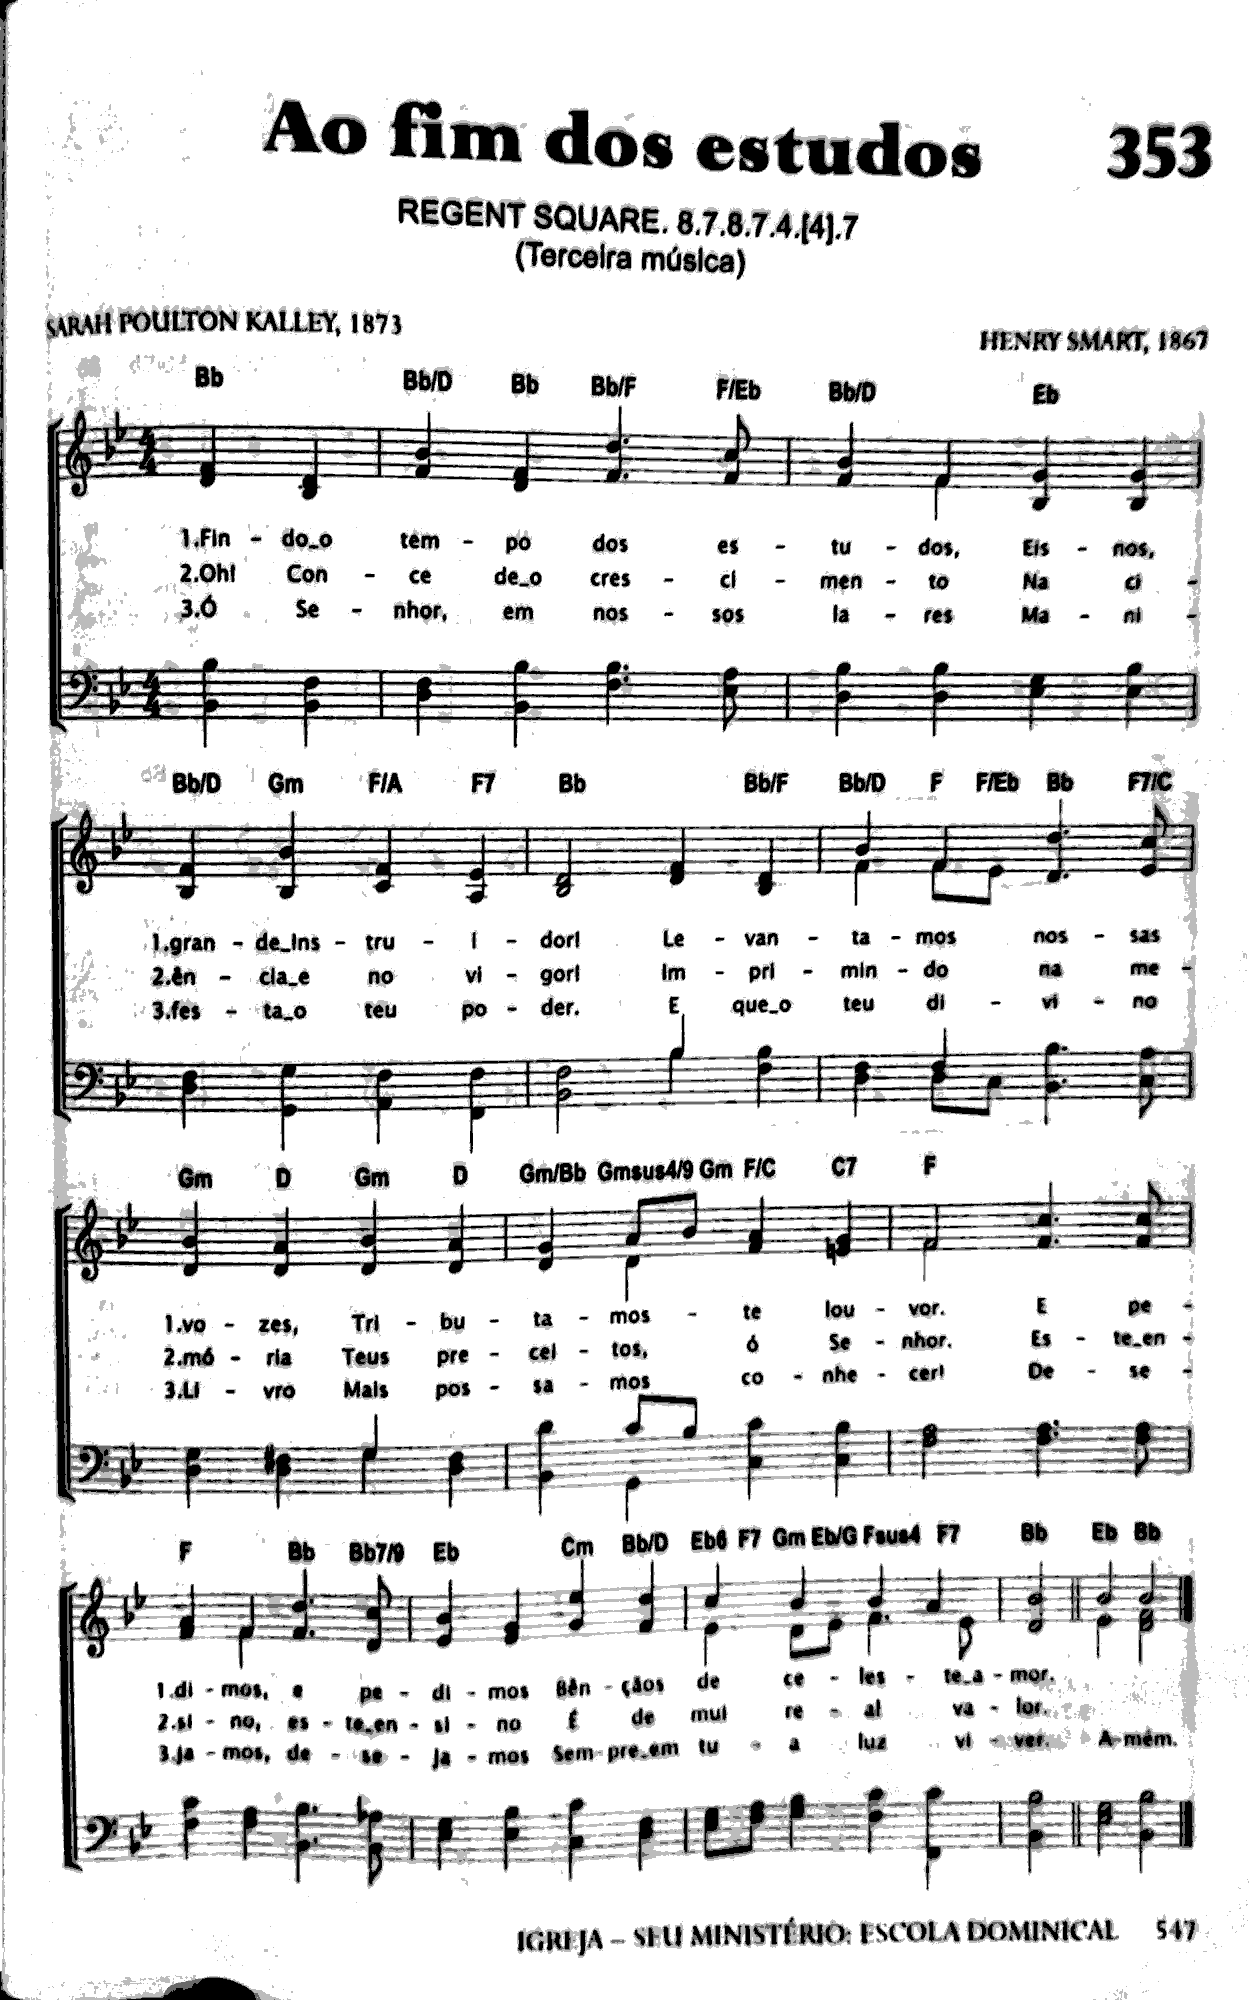 Ao fim dos estudos 353
REGENT SQUARE. 8.7.8.7.4.[4].7
(Terceira música)
SARAH POULTON KALLEY, 1873
HENRY SMART, 1867
Bb Bb/D Bb Bb/F F/Eb Bb/D Eb
1.Fin - do_o tem - po dos es - tu - dos, Eis - nos,
2.Oh! Con - ce de_o cres - ci - men - to Na ci -
3.Ó Se - nhor, em nos - sos la - res Ma - ni -
Bb/D Gm F/A F7 Bb Bb/F Bb/D F F/Eb Bb F7/C
1.gran - de_Ins - tru - i - dor! Le - van - ta - mos nos - sas
2.ên - cia_e no vi - gor! Im - pri - min - do na me -
3.fes - ta_o teu po - der. E que_o teu di - vi - no
Gm D Gm D Gm/Bb Gmsus4/9 Gm F/C C7 F
1.vo - zes, Tri - bu - ta - mos - te lou - vor. E pe -
2.mó - ria Teus pre - cei - tos, ó Se - nhor. Es - te_en -
3.Li - vro Mais pos - sa - mos co - nhe - cer! De - se -
F Bb Bb7/9 Eb Cm Bb/D Eb6 F7 Gm Eb/G Fsus4 F7 Bb Eb Bb
1.di - mos, e pe - di - mos Bên - çãos de ce - les - te_a - mor.
2.si - no, es - te_en - si - no É de mui re - al va - lor.
3.ja - mos, de - se - ja - mos Sem - pre_em tu - a luz vi - ver. A-mém.
IGREJA – SEU MINISTÉRIO: ESCOLA DOMINICAL 547